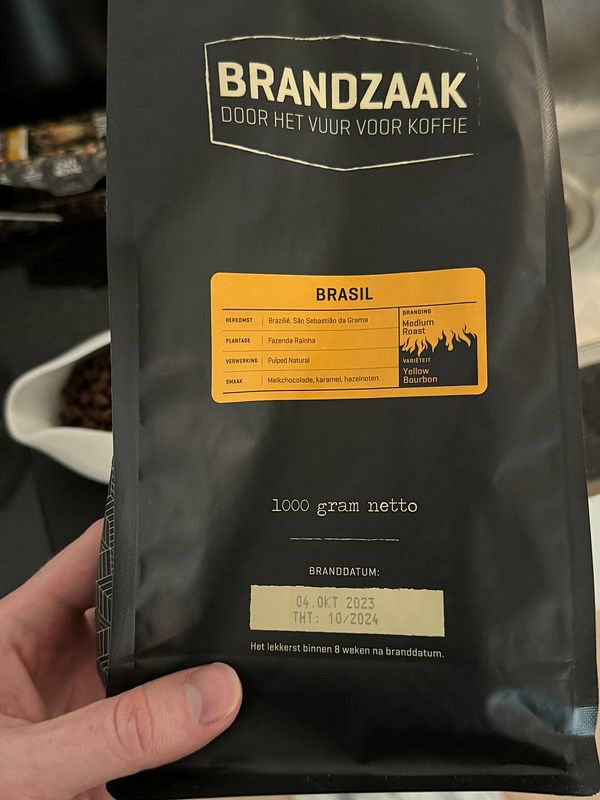 BRANDZAAK
DOOR HET VUUR VOOR KOFFIE
BRASIL
HERKOMST Brazilië, São Sebastião da Grama
PLANTAGE Fazenda Rainha
VERWERKING Pulped Natural
SMAAK Melkchocolade, karamel, hazelnoten.
BRANDING
Medium
Roast
VARIËTEIT
Yellow
Bourbon
1000 gram netto
BRANDDATUM:
04.OKT 2023
THT: 10/2024
Het lekkerst binnen 8 weken na branddatum.